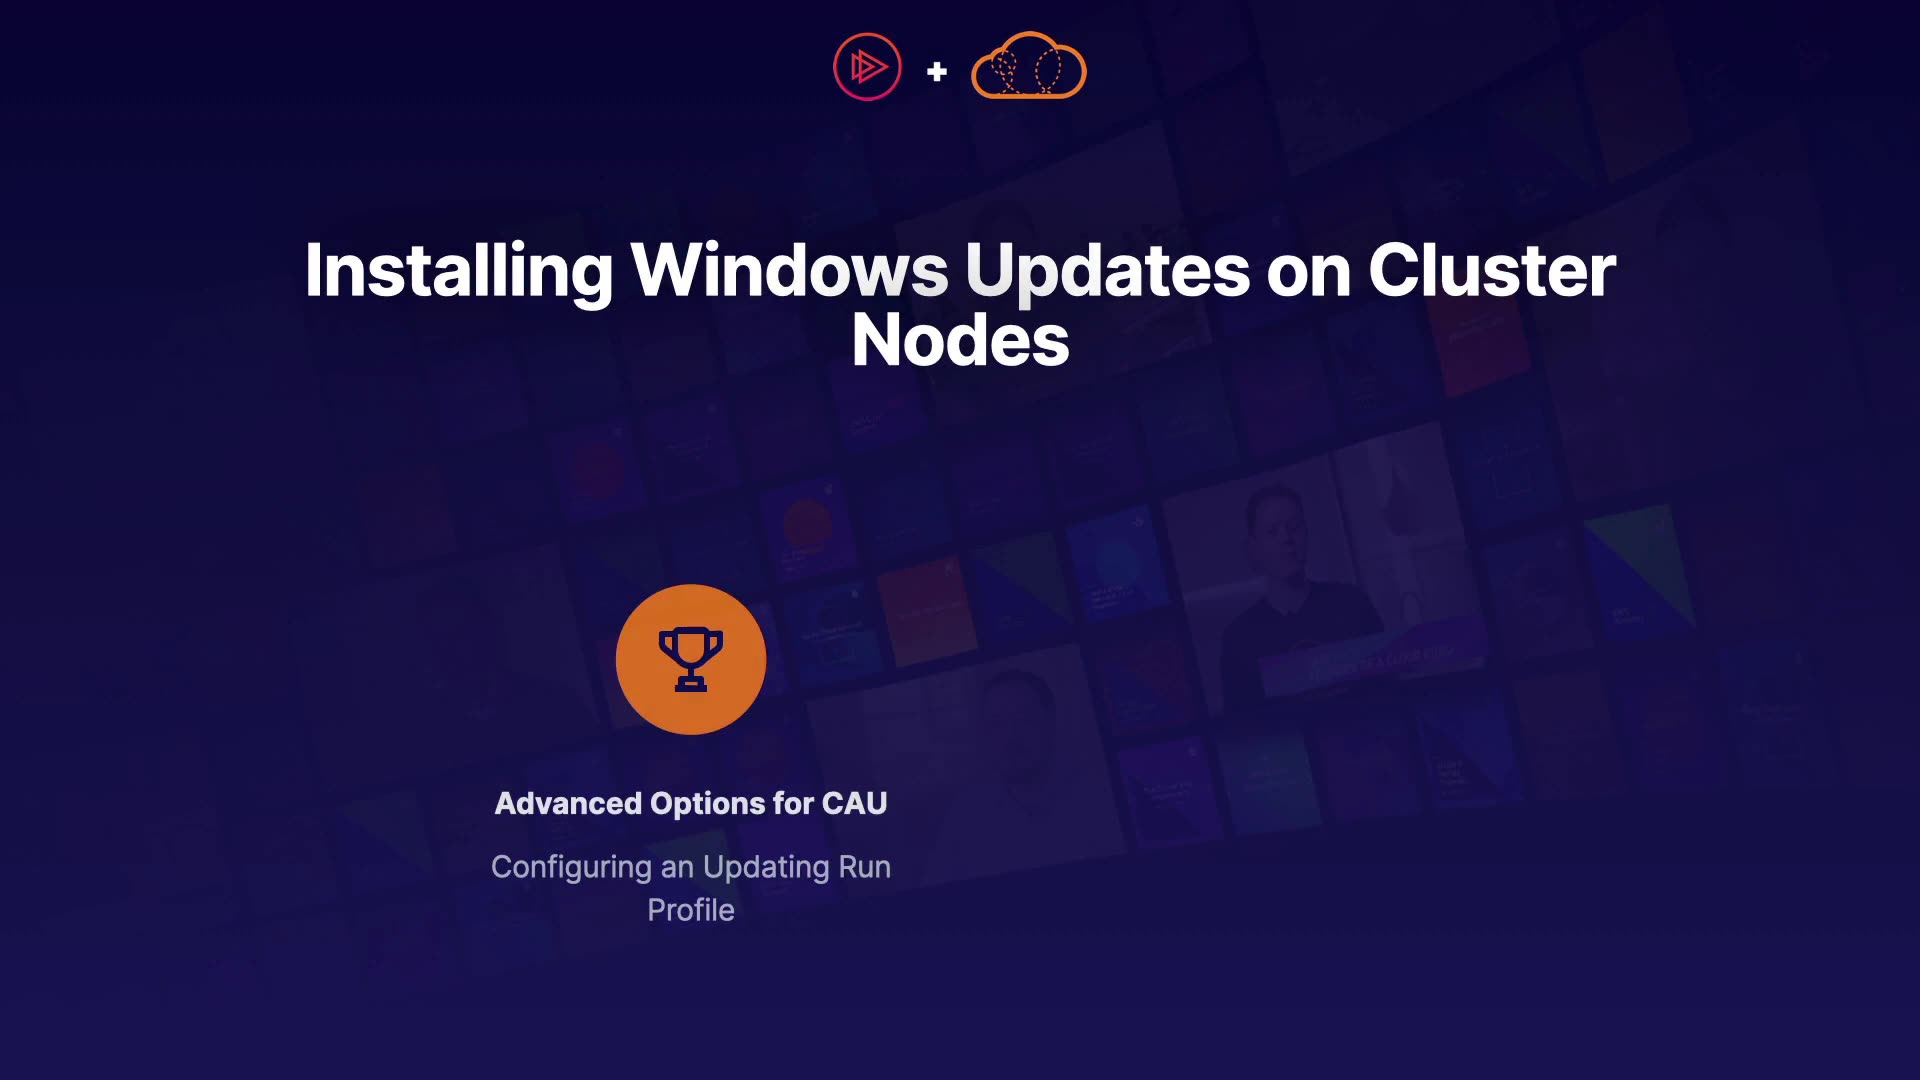 Installing Windows Updates on Cluster
Nodes
Advanced Options for CAU
Configuring an Updating Run
Profile